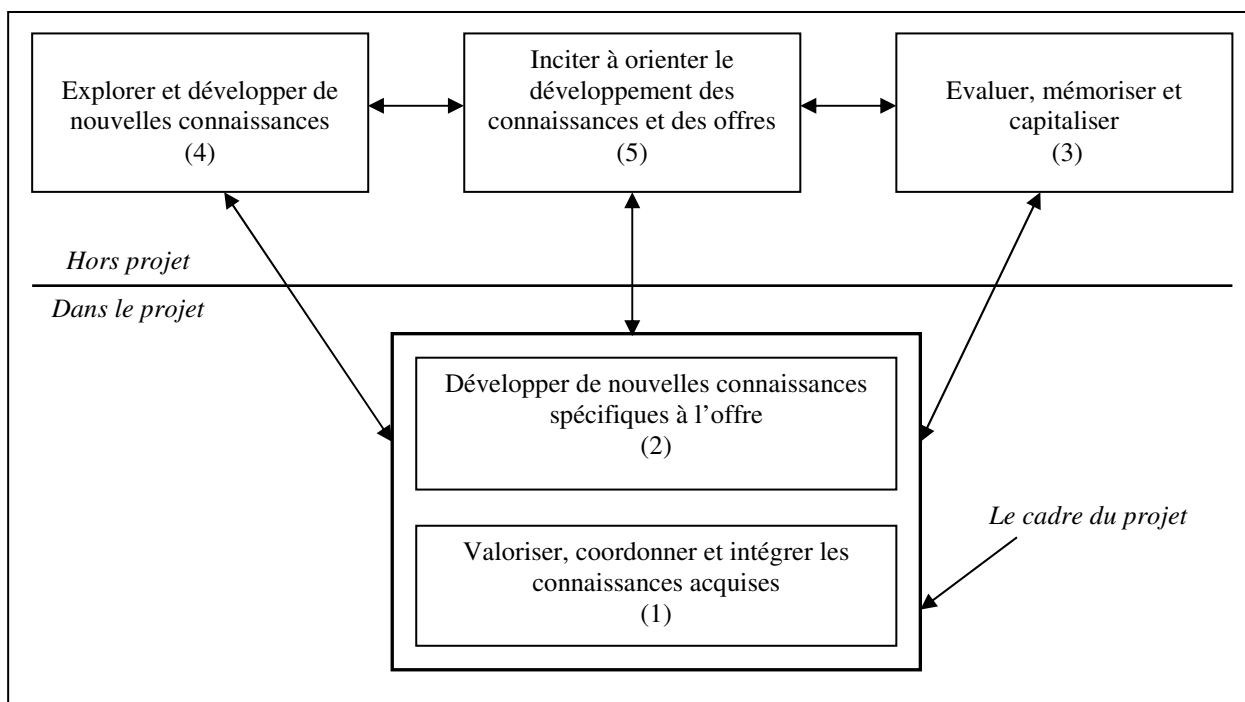 Explorer et développer de
nouvelles connaissances
(4)
Inciter à orienter le
développement des
connaissances et des offres
(5)
Evaluer, mémoriser et
capitaliser
(3)
Hors projet
Dans le projet
Développer de nouvelles connaissances
spécifiques à l’offre
(2)
Le cadre du projet
Valoriser, coordonner et intégrer les
connaissances acquises
(1)